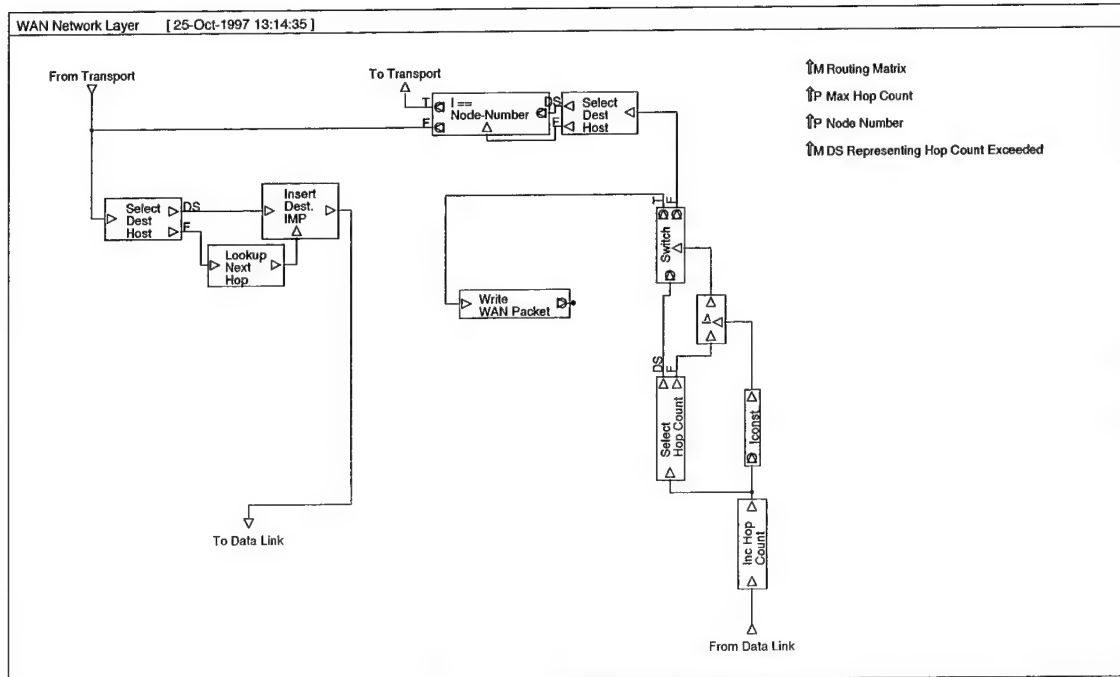 WAN Network Layer [ 25-Oct-1997 13:14:35 ]
From Transport
To Transport
T
F
I ==
Node-Number
DS
F
Select
Dest
Host
⇑M Routing Matrix
⇑P Max Hop Count
⇑P Node Number
⇑M DS Representing Hop Count Exceeded
Select
Dest
Host
DS
F
Insert
Dest.
IMP
Lookup
Next
Hop
T
F
Switch
Write
WAN Packet
DS
F
Select
Hop Count
Iconst
Inc Hop
Count
To Data Link
From Data Link